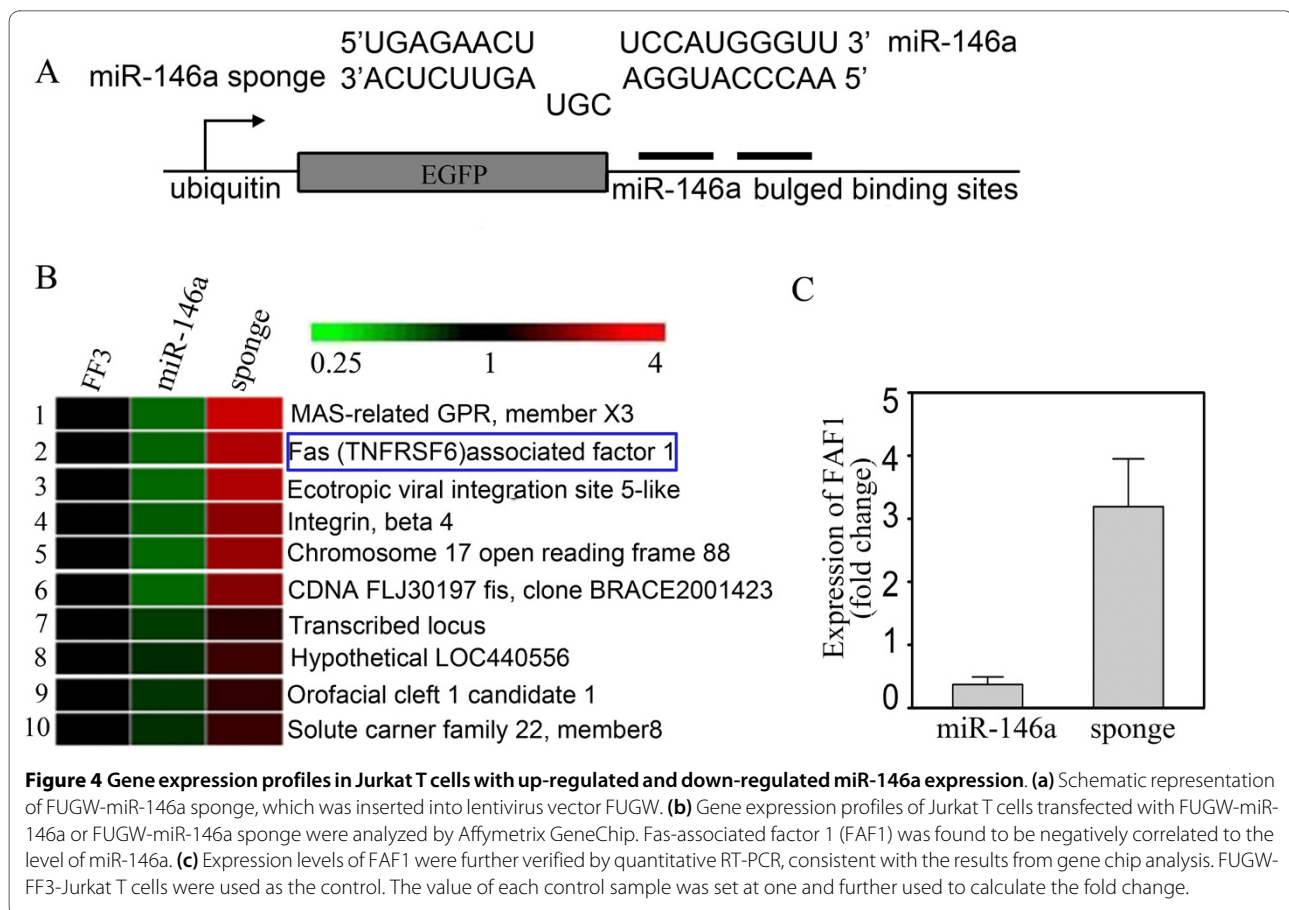 A
5’UGAGAACU UCCAUGGGUU 3’ miR-146a
miR-146a sponge 3’ACUCUUGA AGGUACCCAA 5’
UGC
EGFP
ubiquitin miR-146a bulged binding sites
B
FF3 miR-146a sponge
0.25 1 4
1 MAS-related GPR, member X3
2 Fas (TNFRSF6)associated factor 1
3 Ecotropic viral integration site 5-like
4 Integrin, beta 4
5 Chromosome 17 open reading frame 88
6 CDNA FLJ30197 fis, clone BRACE2001423
7 Transcribed locus
8 Hypothetical LOC440556
9 Orofacial cleft 1 candidate 1
10 Solute carner family 22, member8
C
Expression of FAF1
(fold change)
5
4
3
2
1
0
miR-146a sponge
Figure 4 Gene expression profiles in Jurkat T cells with up-regulated and down-regulated miR-146a expression. (a) Schematic representation
of FUGW-miR-146a sponge, which was inserted into lentivirus vector FUGW. (b) Gene expression profiles of Jurkat T cells transfected with FUGW-miR-
146a or FUGW-miR-146a sponge were analyzed by Affymetrix GeneChip. Fas-associated factor 1 (FAF1) was found to be negatively correlated to the
level of miR-146a. (c) Expression levels of FAF1 were further verified by quantitative RT-PCR, consistent with the results from gene chip analysis. FUGW-
FF3-Jurkat T cells were used as the control. The value of each control sample was set at one and further used to calculate the fold change.